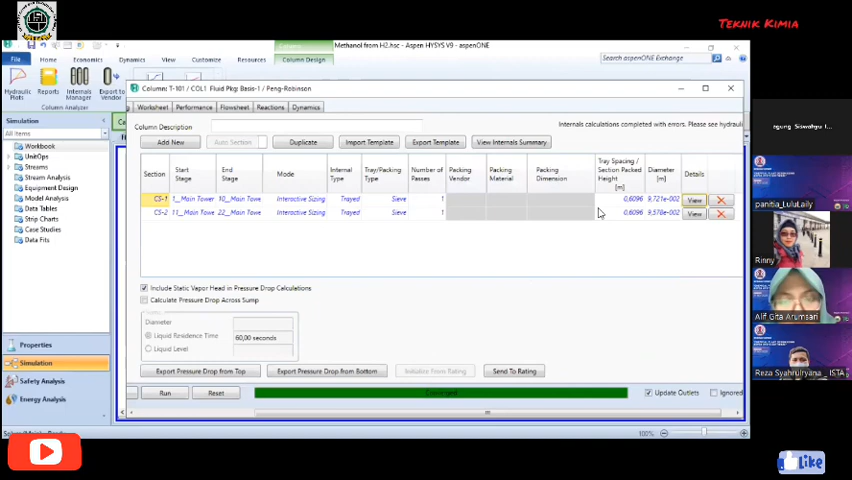 TEKNIK KIMIA
Methanol from H2.hsc - Aspen HYSYS V9 - aspenONE
Column Design
File
Home
Economics
Dynamics
View
Customize
Resources
Search aspenONE Exchange
Hydraulic Plots
Reports
Internals Manager
Export to Vendor
Column Analyzer
Column: T-101 / COL1 Fluid Pkg: Basis-1 / Peng-Robinson
Worksheet
Performance
Flowsheet
Reactions
Dynamics
Column Description
Internals calculations completed with errors. Please see hydrauli
Add New
Auto Section
Duplicate
Import Template
Export Template
View Internals Summary
Section
Start Stage
End Stage
Mode
Internal Type
Tray/Packing Type
Number of Passes
Packing Vendor
Packing Material
Packing Dimension
Tray Spacing / Section Packed Height [m]
Diameter [m]
Details
CS-1 1__Main Tower 10__Main Towe Interactive Sizing Trayed Sieve 1 0,6096 9,721e-002 View
CS-2 11__Main Towe 22__Main Towe Interactive Sizing Trayed Sieve 1 0,6096 9,578e-002 View
Include Static Vapor Head in Pressure Drop Calculations
Calculate Pressure Drop Across Sump
Diameter
Liquid Residence Time 60,00 seconds
Liquid Level
Export Pressure Drop from Top
Export Pressure Drop from Bottom
Initialize From Rating
Send To Rating
Run
Reset
Converged
Update Outlets
Ignored
Simulation
All Items
Workbook
UnitOps
Streams
Stream Analysis
Equipment Design
Model Analysis
Data Tables
Strip Charts
Case Studies
Data Fits
Properties
Simulation
Safety Analysis
Energy Analysis
100%
panitia_LulaLaily
Rinny
Alif Gita Arumsari
Reza Syahrulryana _ ISTA
Like